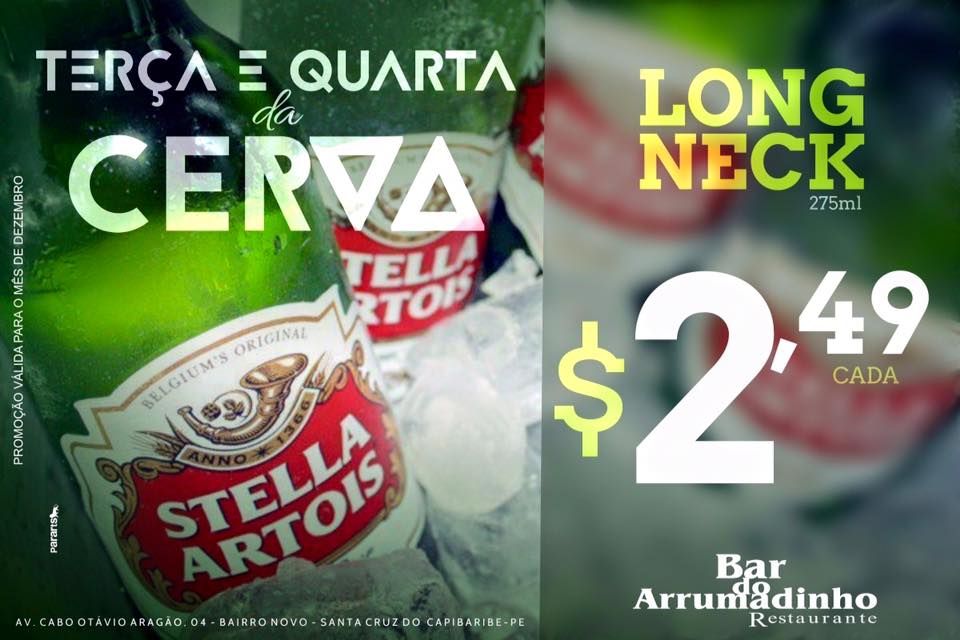 TERÇA E QUARTA
da
CERVA
PROMOÇÃO VÁLIDA PARA O MÊS DE DEZEMBRO
STELLA
ARTOIS
BELGIUM'S ORIGINAL
ANNO 1366
STELLA
ARTOIS
pararts
AV. CABO OTÁVIO ARAGÃO, 04 - BAIRRO NOVO - SANTA CRUZ DO CAPIBARIBE-PE
LONG
NECK
275ml
$2,49
CADA
Bar
do
Arrumadinho
Restaurante